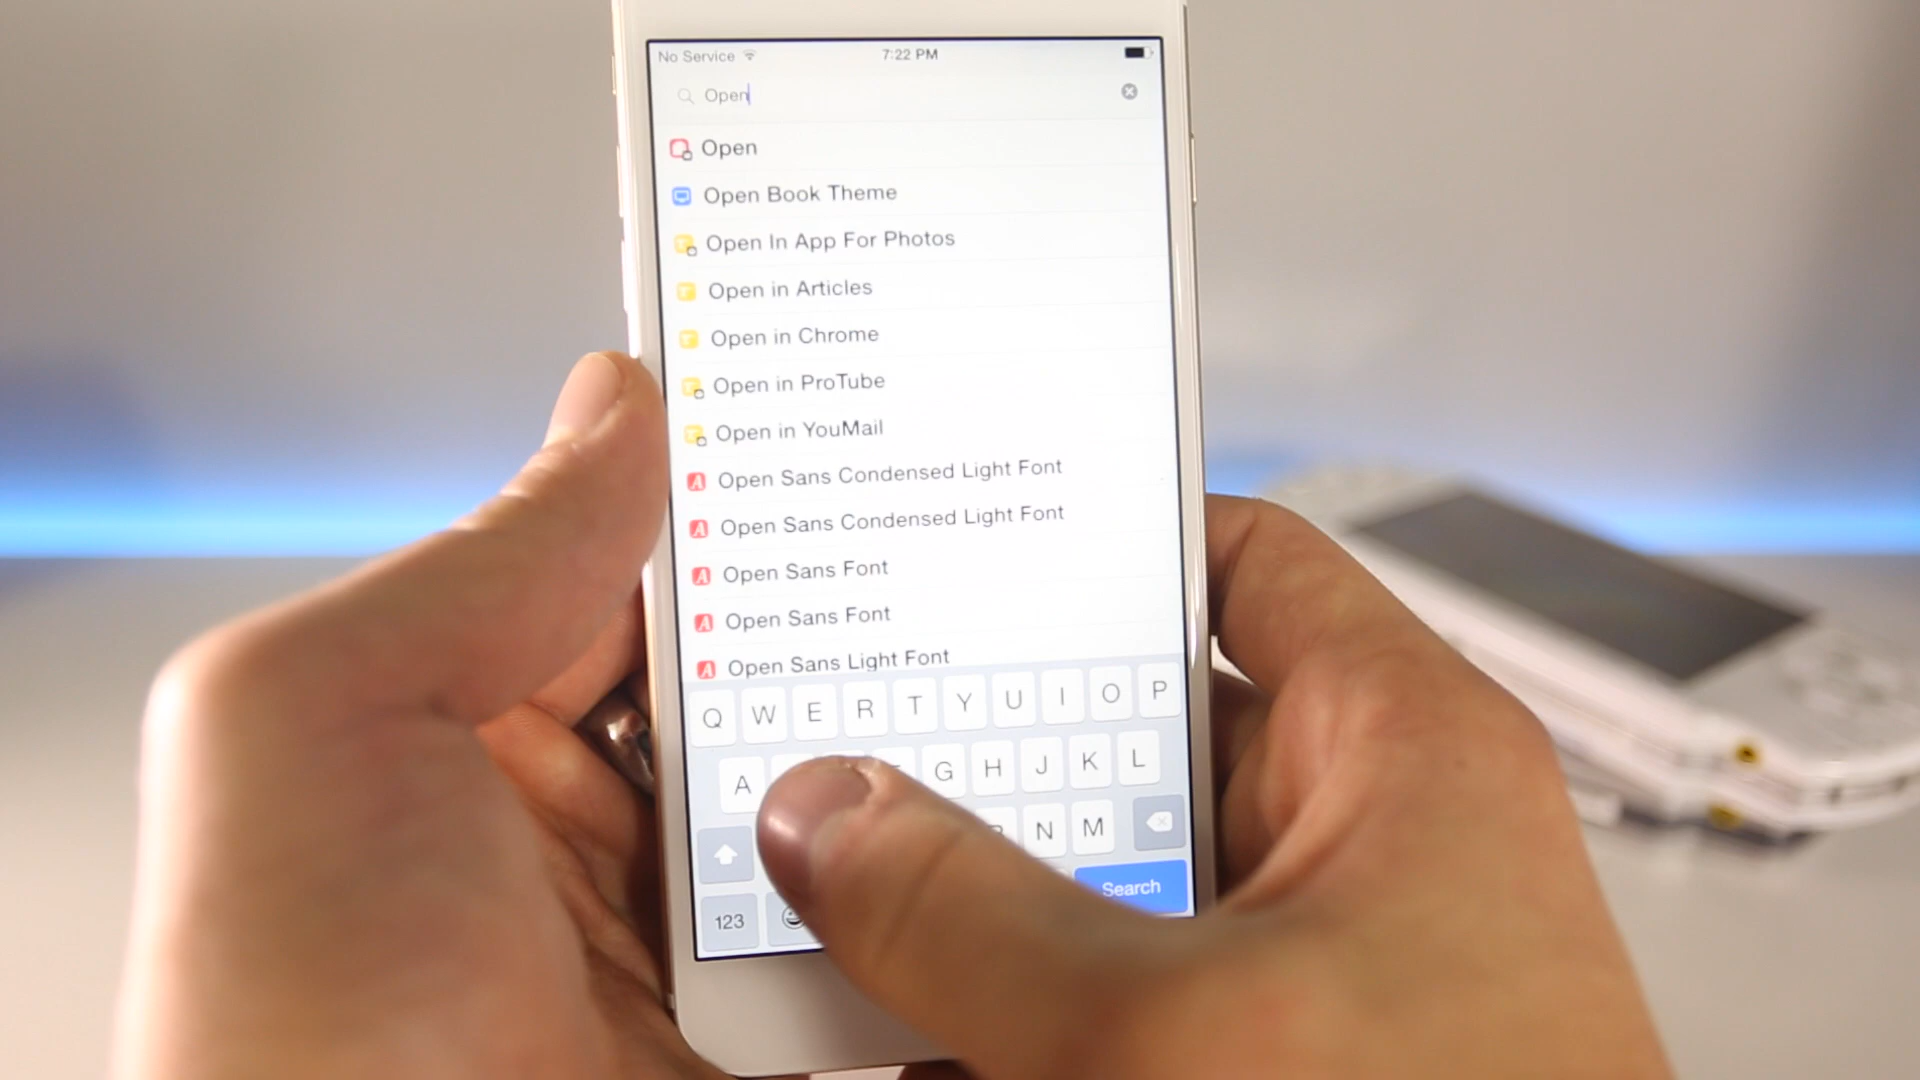 No Service 7:22 PM
Open
Open
Open Book Theme
Open In App For Photos
Open in Articles
Open in Chrome
Open in ProTube
Open in YouMail
Open Sans Condensed Light Font
Open Sans Condensed Light Font
Open Sans Font
Open Sans Font
Open Sans Light Font
Q W E R T Y U I O P
A G H J K L
N M
123 Search